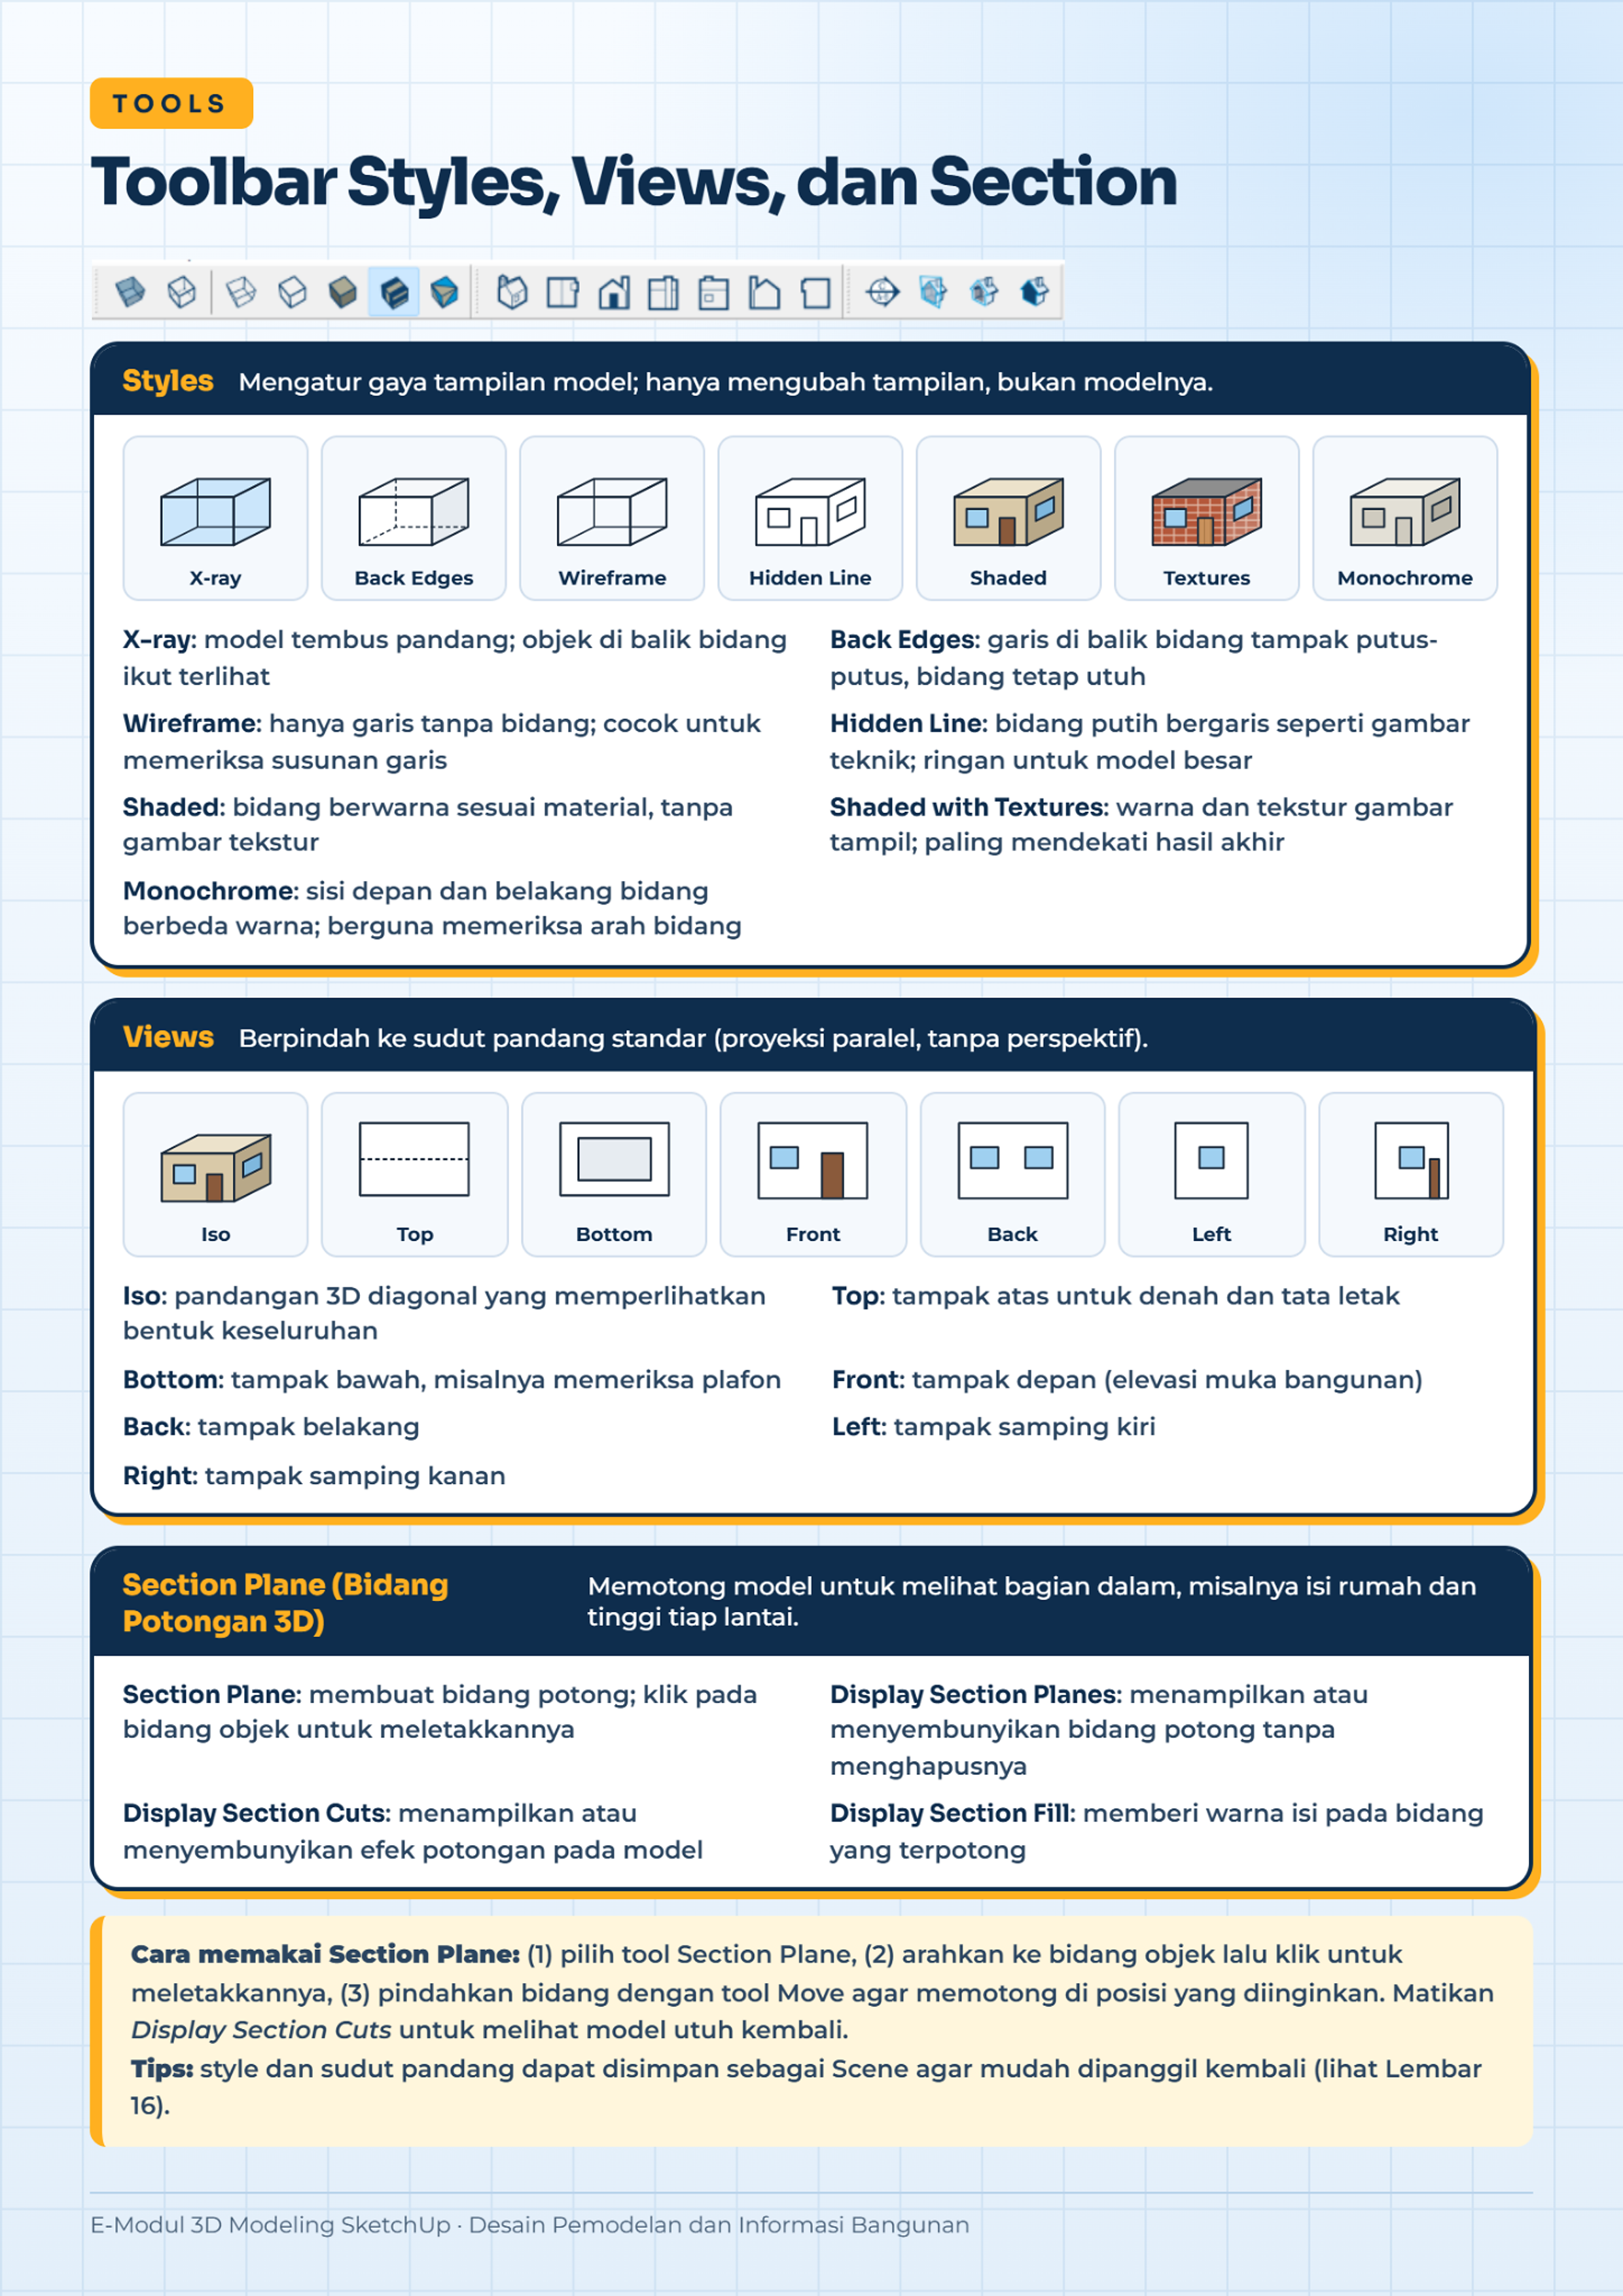 TOOLS
Toolbar Styles, Views, dan Section
Styles Mengatur gaya tampilan model; hanya mengubah tampilan, bukan modelnya.
X-ray Back Edges Wireframe Hidden Line Shaded Textures Monochrome
X-ray: model tembus pandang; objek di balik bidang
ikut terlihat
Back Edges: garis di balik bidang tampak putus-
putus, bidang tetap utuh
Wireframe: hanya garis tanpa bidang; cocok untuk
memeriksa susunan garis
Hidden Line: bidang putih bergaris seperti gambar
teknik; ringan untuk model besar
Shaded: bidang berwarna sesuai material, tanpa
gambar tekstur
Shaded with Textures: warna dan tekstur gambar
tampil; paling mendekati hasil akhir
Monochrome: sisi depan dan belakang bidang
berbeda warna; berguna memeriksa arah bidang
Views Berpindah ke sudut pandang standar (proyeksi paralel, tanpa perspektif).
Iso Top Bottom Front Back Left Right
Iso: pandangan 3D diagonal yang memperlihatkan
bentuk keseluruhan
Top: tampak atas untuk denah dan tata letak
Bottom: tampak bawah, misalnya memeriksa plafon
Front: tampak depan (elevasi muka bangunan)
Back: tampak belakang
Left: tampak samping kiri
Right: tampak samping kanan
Section Plane (Bidang
Potongan 3D)
Memotong model untuk melihat bagian dalam, misalnya isi rumah dan
tinggi tiap lantai.
Section Plane: membuat bidang potong; klik pada
bidang objek untuk meletakkannya
Display Section Planes: menampilkan atau
menyembunyikan bidang potong tanpa
menghapusnya
Display Section Cuts: menampilkan atau
menyembunyikan efek potongan pada model
Display Section Fill: memberi warna isi pada bidang
yang terpotong
Cara memakai Section Plane: (1) pilih tool Section Plane, (2) arahkan ke bidang objek lalu klik untuk
meletakkannya, (3) pindahkan bidang dengan tool Move agar memotong di posisi yang diinginkan. Matikan
Display Section Cuts untuk melihat model utuh kembali.
Tips: style dan sudut pandang dapat disimpan sebagai Scene agar mudah dipanggil kembali (lihat Lembar
16).
E-Modul 3D Modeling SketchUp · Desain Pemodelan dan Informasi Bangunan